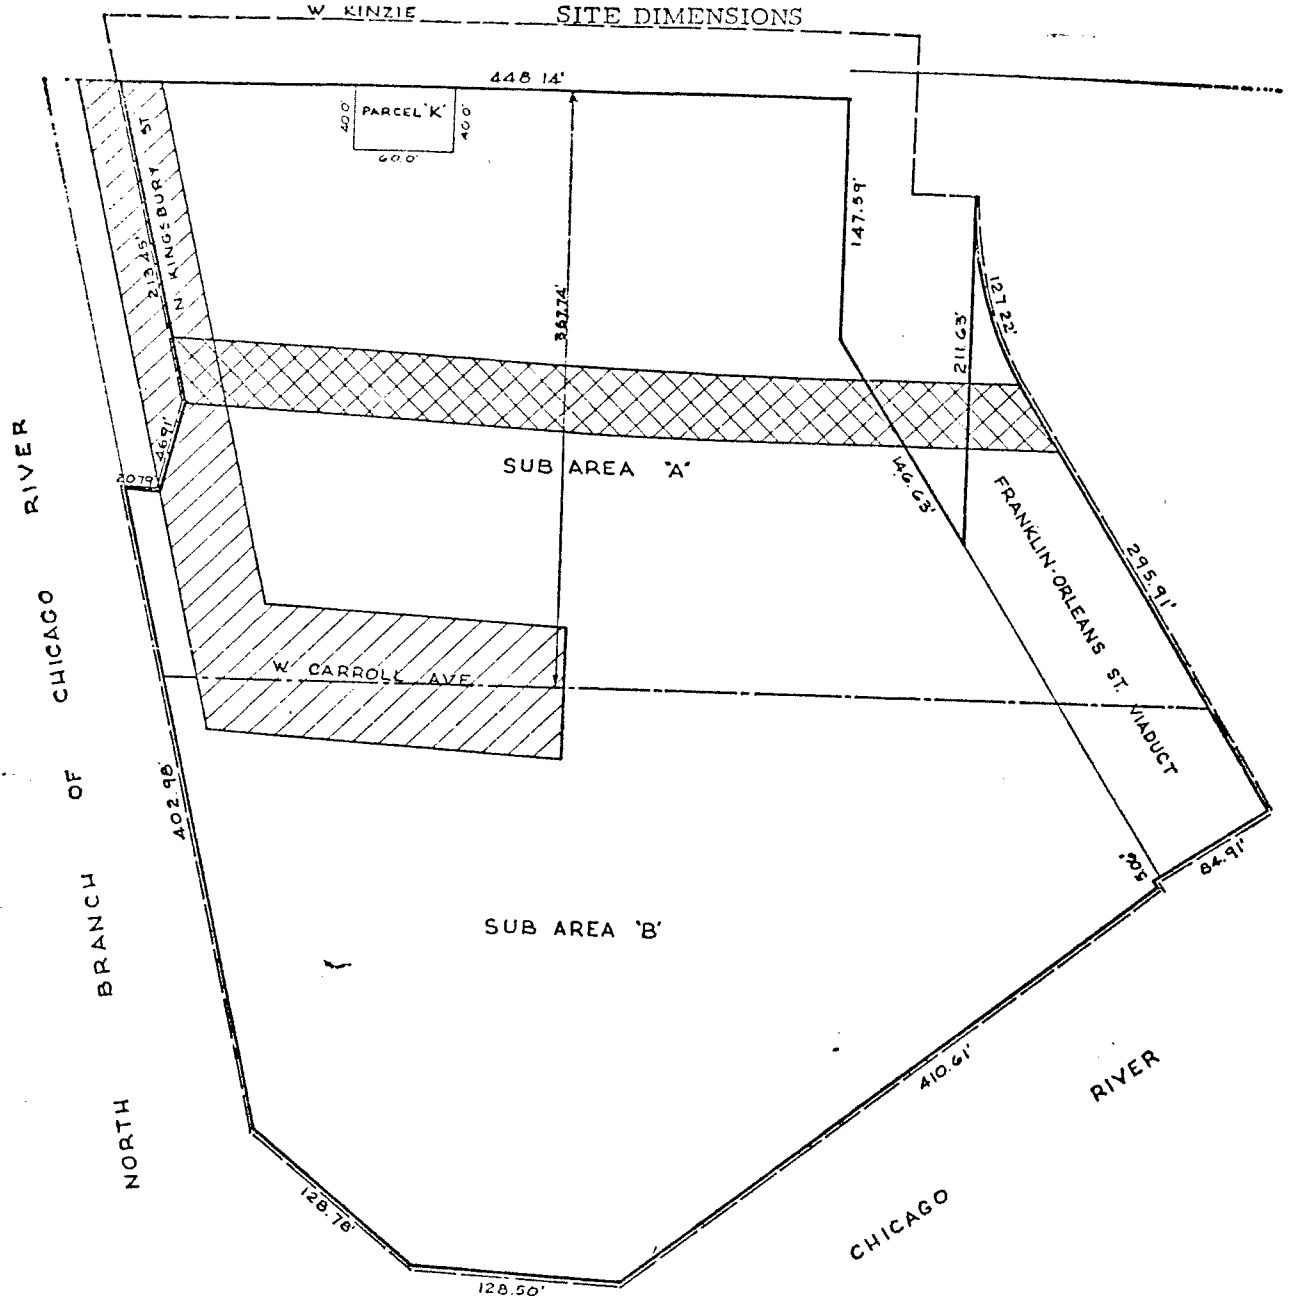 W KINZIE
SITE DIMENSIONS
448.14'
PARCEL 'K'
40.0'
40.0'
60.0'
N KINGSBURY ST
213.45'
367.74'
147.59'
127.22'
211.63'
46.91'
20.79'
SUB AREA "A"
146.63'
FRANKLIN-ORLEANS ST. VIADUCT
295.91'
W. CARROLL AVE
402.98'
5.06'
84.91'
SUB AREA 'B'
410.61'
128.78'
128.50'
NORTH BRANCH OF CHICAGO RIVER
CHICAGO RIVER